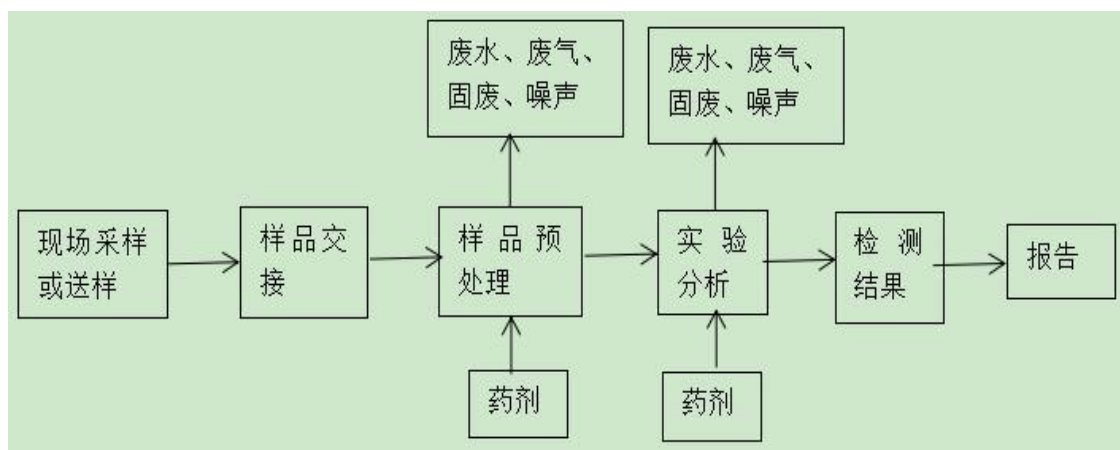 废水、废气、
固废、噪声
废水、废气、
固废、噪声
现场采样
或送样
样品交
接
样品预
处理
实验
分析
检测
结果
报告
药剂
药剂